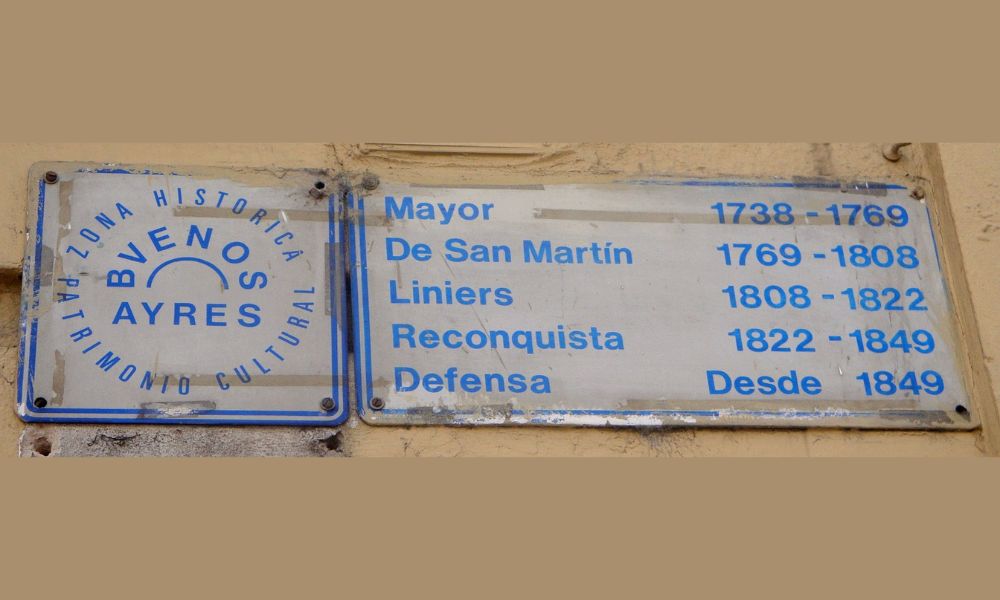 ZONA HISTORICA
BVENOS
AYRES
PATRIMONIO CULTURAL
Mayor 1738 - 1769
De San Martín 1769 - 1808
Liniers 1808 - 1822
Reconquista 1822 - 1849
Defensa Desde 1849